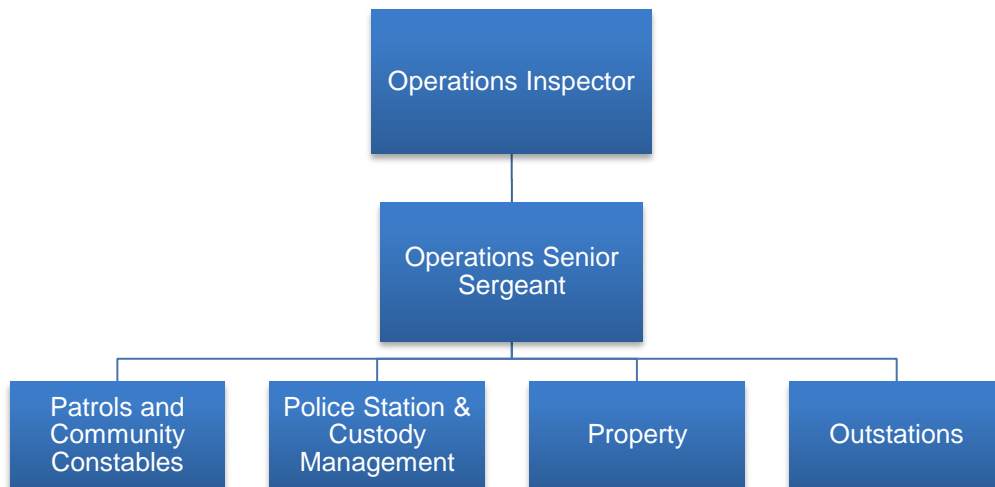 Operations Inspector
Operations Senior
Sergeant
Patrols and
Community
Constables
Police Station &
Custody
Management
Property
Outstations